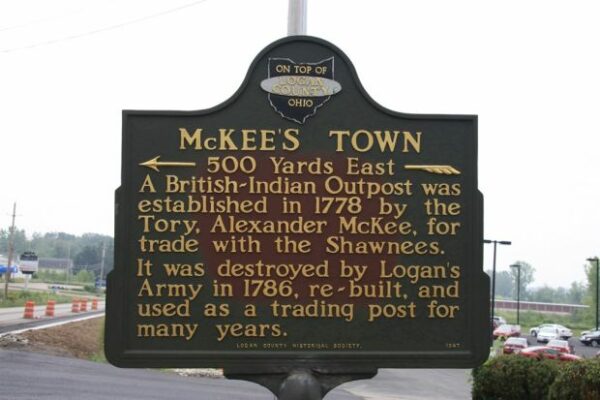 ON TOP OF
LOGAN
COUNTY
OHIO
McKEE'S TOWN
500 Yards East
A British-Indian Outpost was
established in 1778 by the
Tory, Alexander McKee, for
trade with the Shawnees.
It was destroyed by Logan's
Army in 1786, re-built, and
used as a trading post for
many years.
LOGAN COUNTY HISTORICAL SOCIETY.